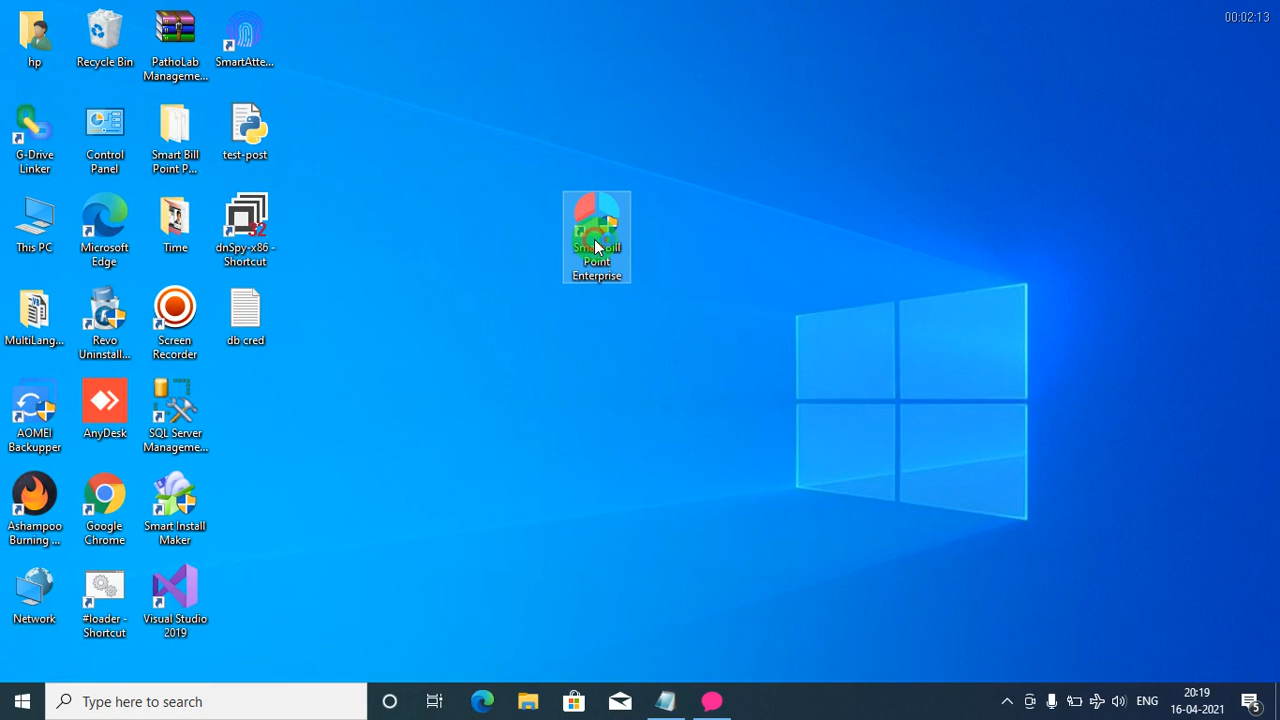 00:02:13
hp
Recycle Bin
PathoLab
Manageme...
SmartAtte...
G-Drive
Linker
Control
Panel
Smart Bill
Point P...
test-post
This PC
Microsoft
Edge
Time
dnSpy-x86 -
Shortcut
32
Smart Bill
Point
Enterprise
MultiLang...
Revo
Uninstall...
Screen
Recorder
db cred
AOMEI
Backupper
AnyDesk
SQL Server
Manageme...
Ashampoo
Burning ...
Google
Chrome
Smart Install
Maker
Network
#loader -
Shortcut
Visual Studio
2019
Type here to search
ENG
20:19
16-04-2021
5